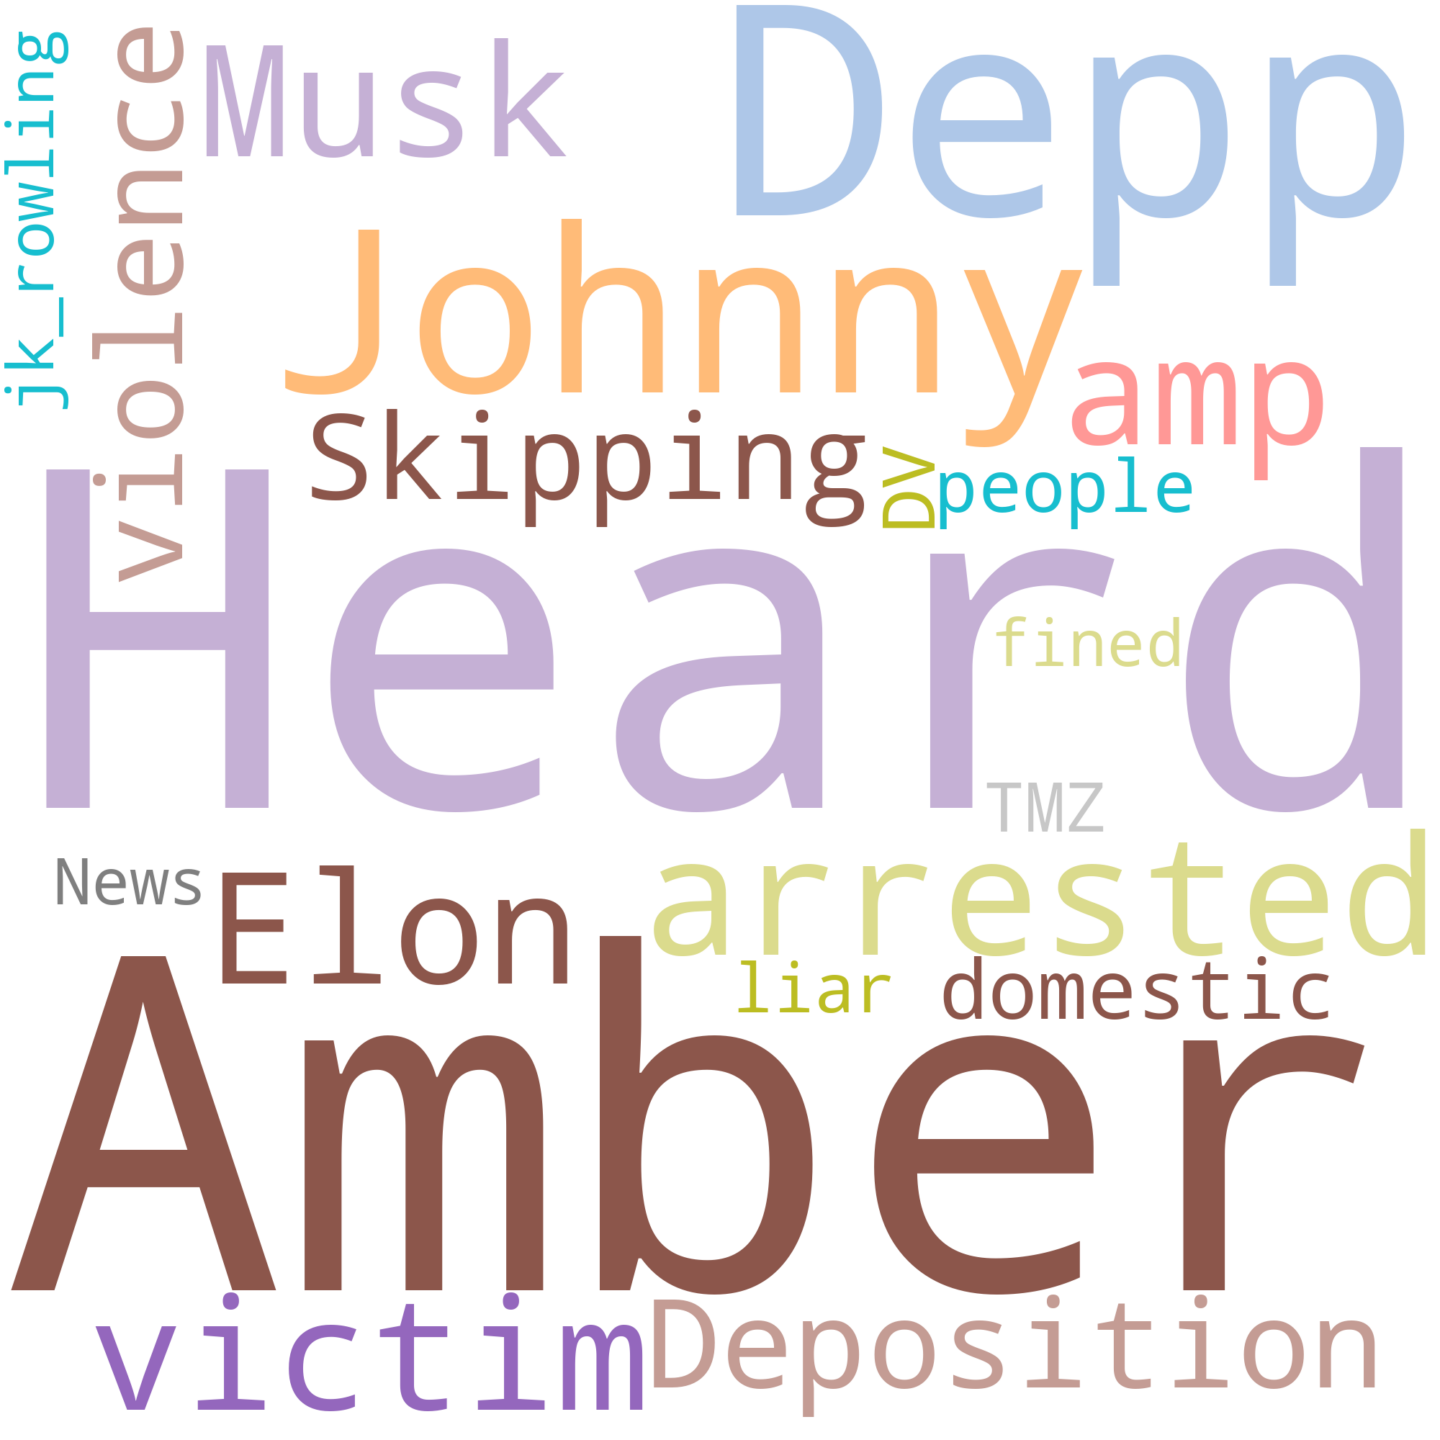 jk_rowling
violence
Musk
Depp
Johnny
amp
Skipping
DV
people
Heard
fined
TMZ
News
Elon
arrested
liar
domestic
Amber
victim
Deposition